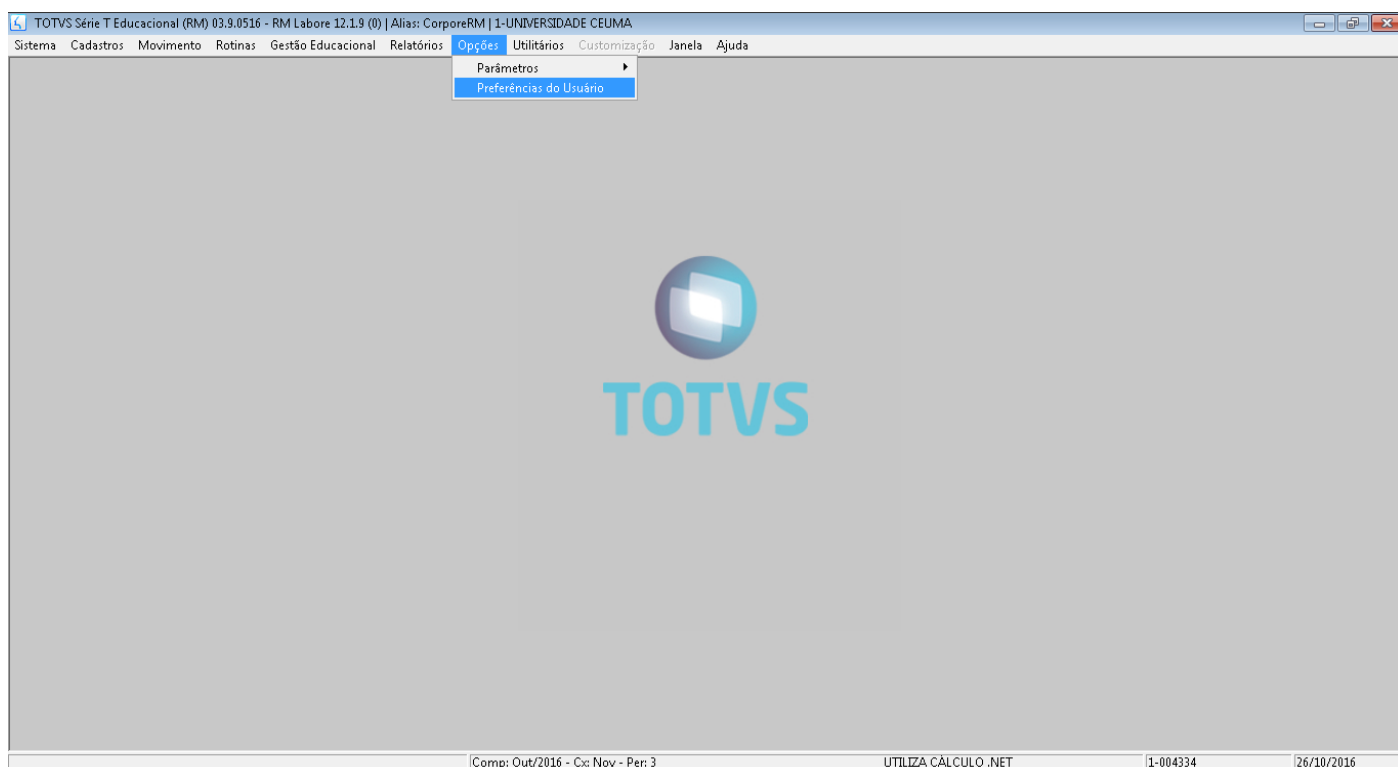 TOTVS Série T Educacional (RM) 03.9.0516 - RM Labore 12.1.9 (0) | Alias: CorporeRM | 1-UNIVERSIDADE CEUMA
Sistema Cadastros Movimento Rotinas Gestão Educacional Relatórios Opções Utilitários Customização Janela Ajuda
Parâmetros
Preferências do Usuário
TOTVS
Comp: Out/2016 - Cx: Nov - Per: 3 UTILIZA CÁLCULO .NET 1-004334 26/10/2016